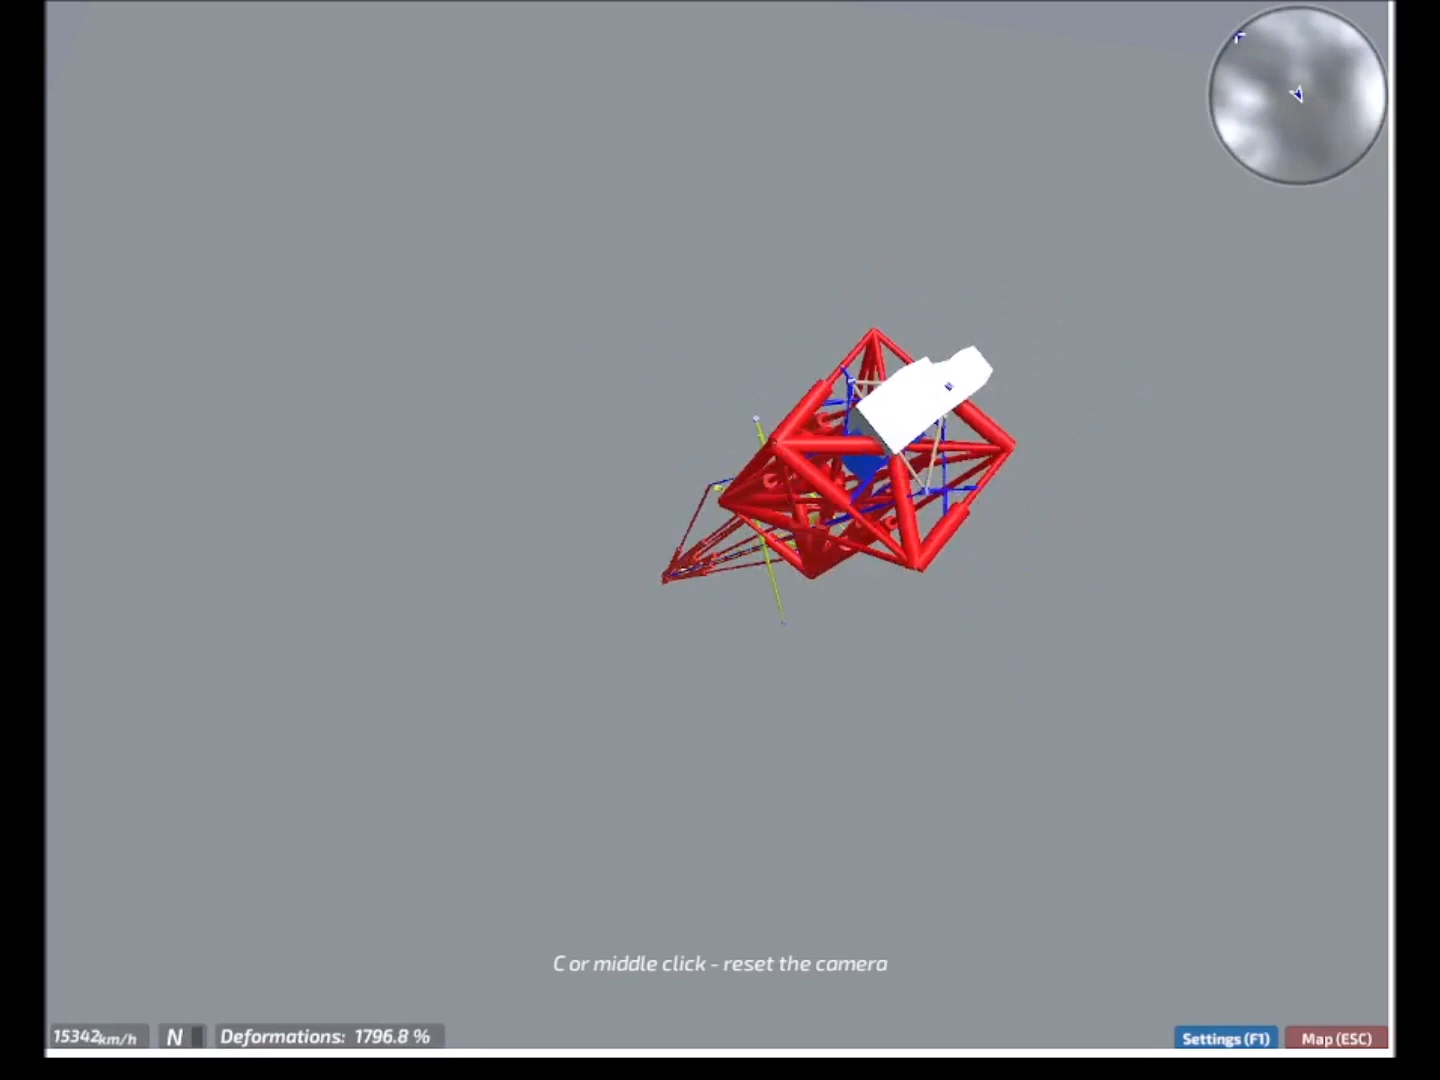 C or middle click - reset the camera
15342km/h N Deformations: 1796.8 % Settings (F1) Map (ESC)